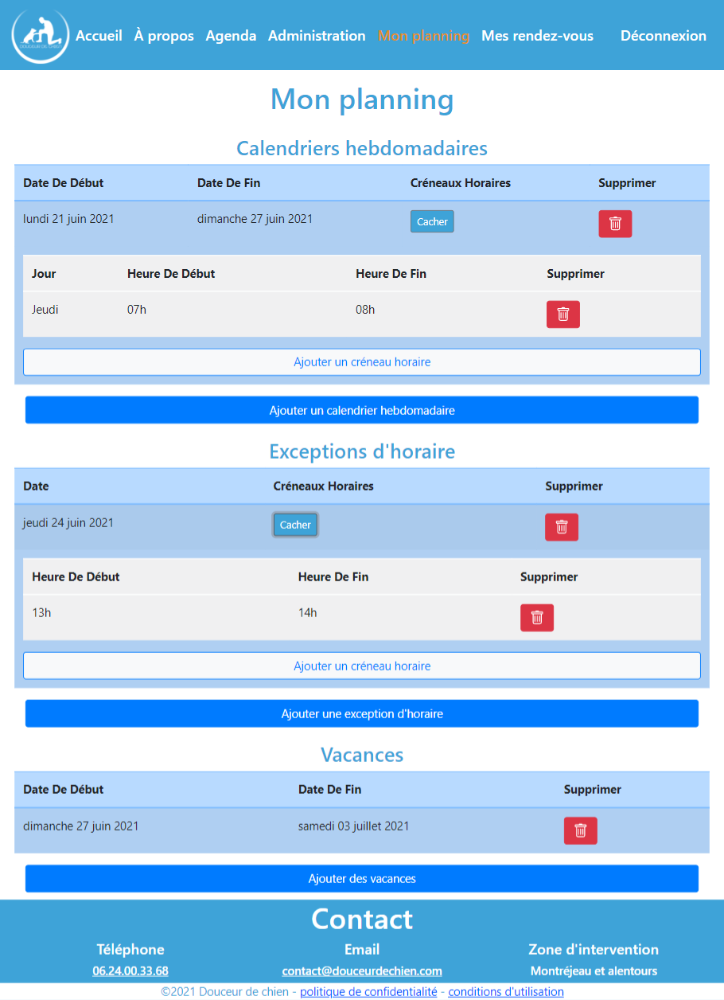 DOUCEUR DE CHIEN
Accueil À propos Agenda Administration Mon planning Mes rendez-vous Déconnexion
Mon planning
Calendriers hebdomadaires
Date De Début Date De Fin Créneaux Horaires Supprimer
lundi 21 juin 2021 dimanche 27 juin 2021 Cacher
Jour Heure De Début Heure De Fin Supprimer
Jeudi 07h 08h
Ajouter un créneau horaire
Ajouter un calendrier hebdomadaire
Exceptions d'horaire
Date Créneaux Horaires Supprimer
jeudi 24 juin 2021 Cacher
Heure De Début Heure De Fin Supprimer
13h 14h
Ajouter un créneau horaire
Ajouter une exception d'horaire
Vacances
Date De Début Date De Fin Supprimer
dimanche 27 juin 2021 samedi 03 juillet 2021
Ajouter des vacances
Contact
Téléphone Email Zone d'intervention
06.24.00.33.68 contact@douceurdechien.com Montréjeau et alentours
©2021 Douceur de chien - politique de confidentialité - conditions d'utilisation